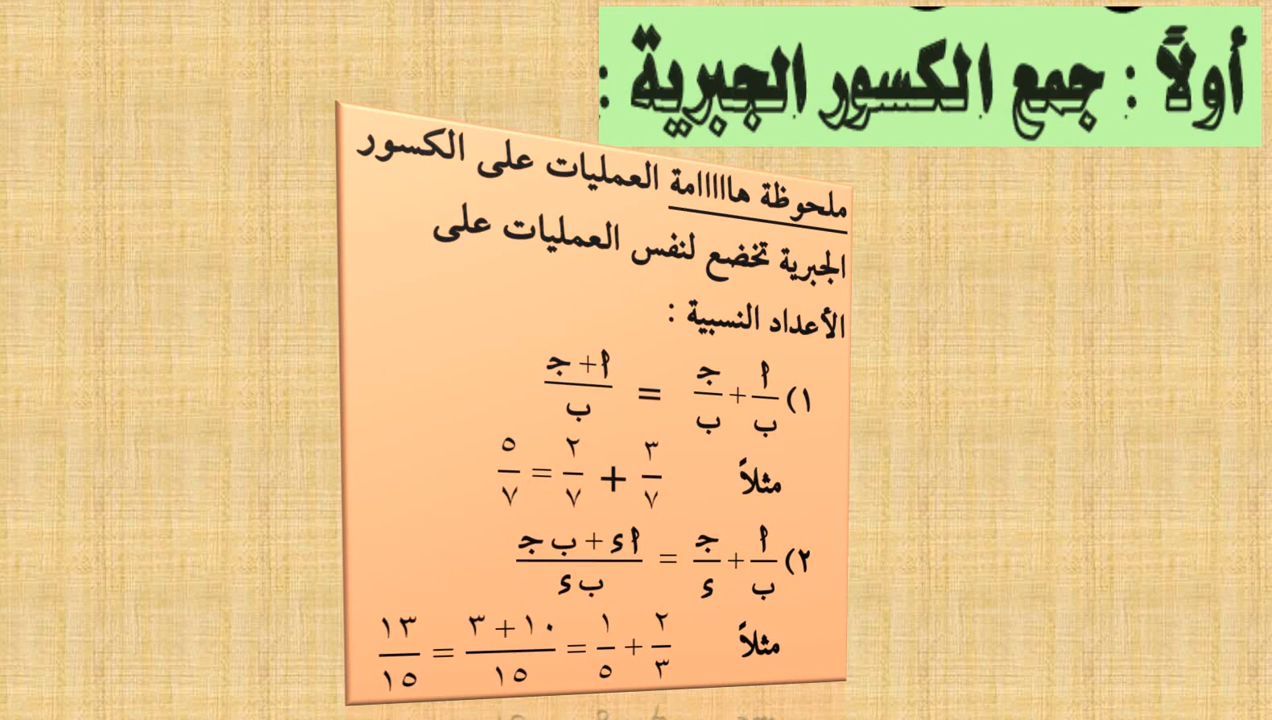 أولاً : جمع الكسور الجبرية :
ملحوظة هاااااامة العمليات على الكسور
الجبرية تخضع لنفس العمليات على
الأعداد النسبية :
١) أ/ب + جـ/ب = (أ + جـ)/ب
مثلاً ٣/٧ + ٢/٧ = ٥/٧
٢) أ/ب + جـ/ء = (أ ء + ب جـ)/(ب ء)
مثلاً ٢/٣ + ١/٥ = (١٠ + ٣)/١٥ = ١٣/١٥